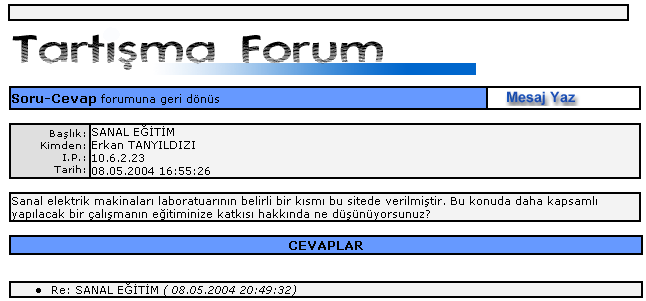 Tartışma Forum
Soru-Cevap forumuna geri dönüs
Mesaj Yaz
Başlık: SANAL EĞİTİM
Kimden: Erkan TANYILDIZI
I.P.: 10.6.2.23
Tarih: 08.05.2004 16:55:26
Sanal elektrik makinaları laboratuarının belirli bir kısmı bu sitede verilmiştir. Bu konuda daha kapsamlı
yapılacak bir çalışmanın eğitiminize katkısı hakkında ne düşünüyorsunuz?
CEVAPLAR
• Re: SANAL EĞİTİM ( 08.05.2004 20:49:32)